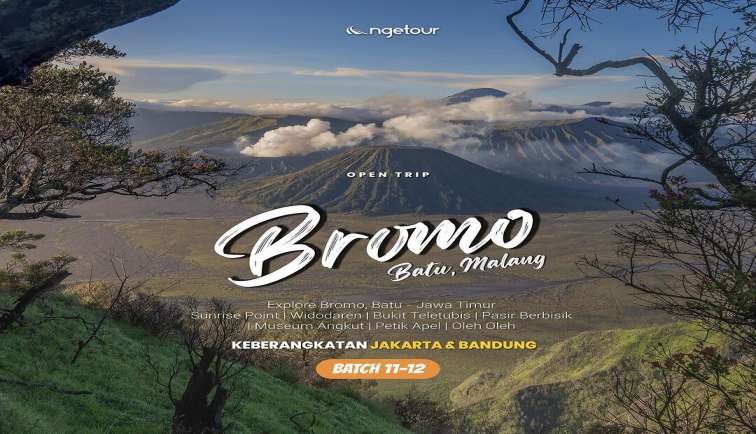 ngetour
OPEN TRIP
Bromo
Batu, Malang
Explore Bromo, Batu - Jawa Timur
Sunrise Point | Widodaren | Bukit Teletubis | Pasir Berbisik
| Museum Angkut | Petik Apel | Oleh Oleh
KEBERANGKATAN JAKARTA & BANDUNG
BATCH 11-12